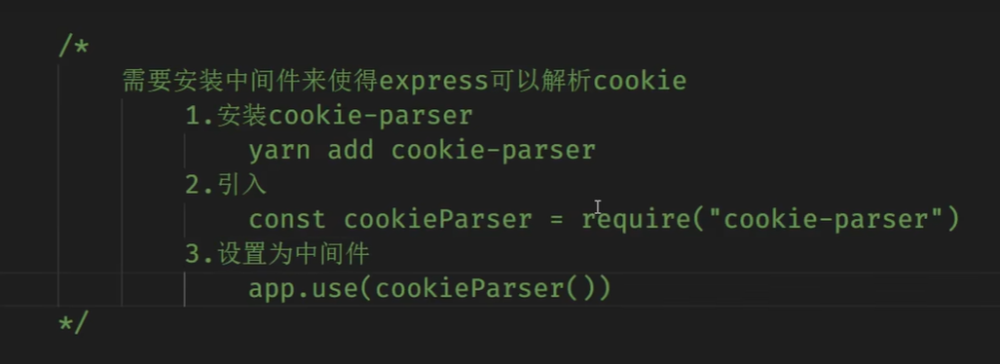 /*
需要安装中间件来使得express可以解析cookie
1.安装cookie-parser
yarn add cookie-parser
2.引入
const cookieParser = require("cookie-parser")
3.设置为中间件
app.use(cookieParser())
*/